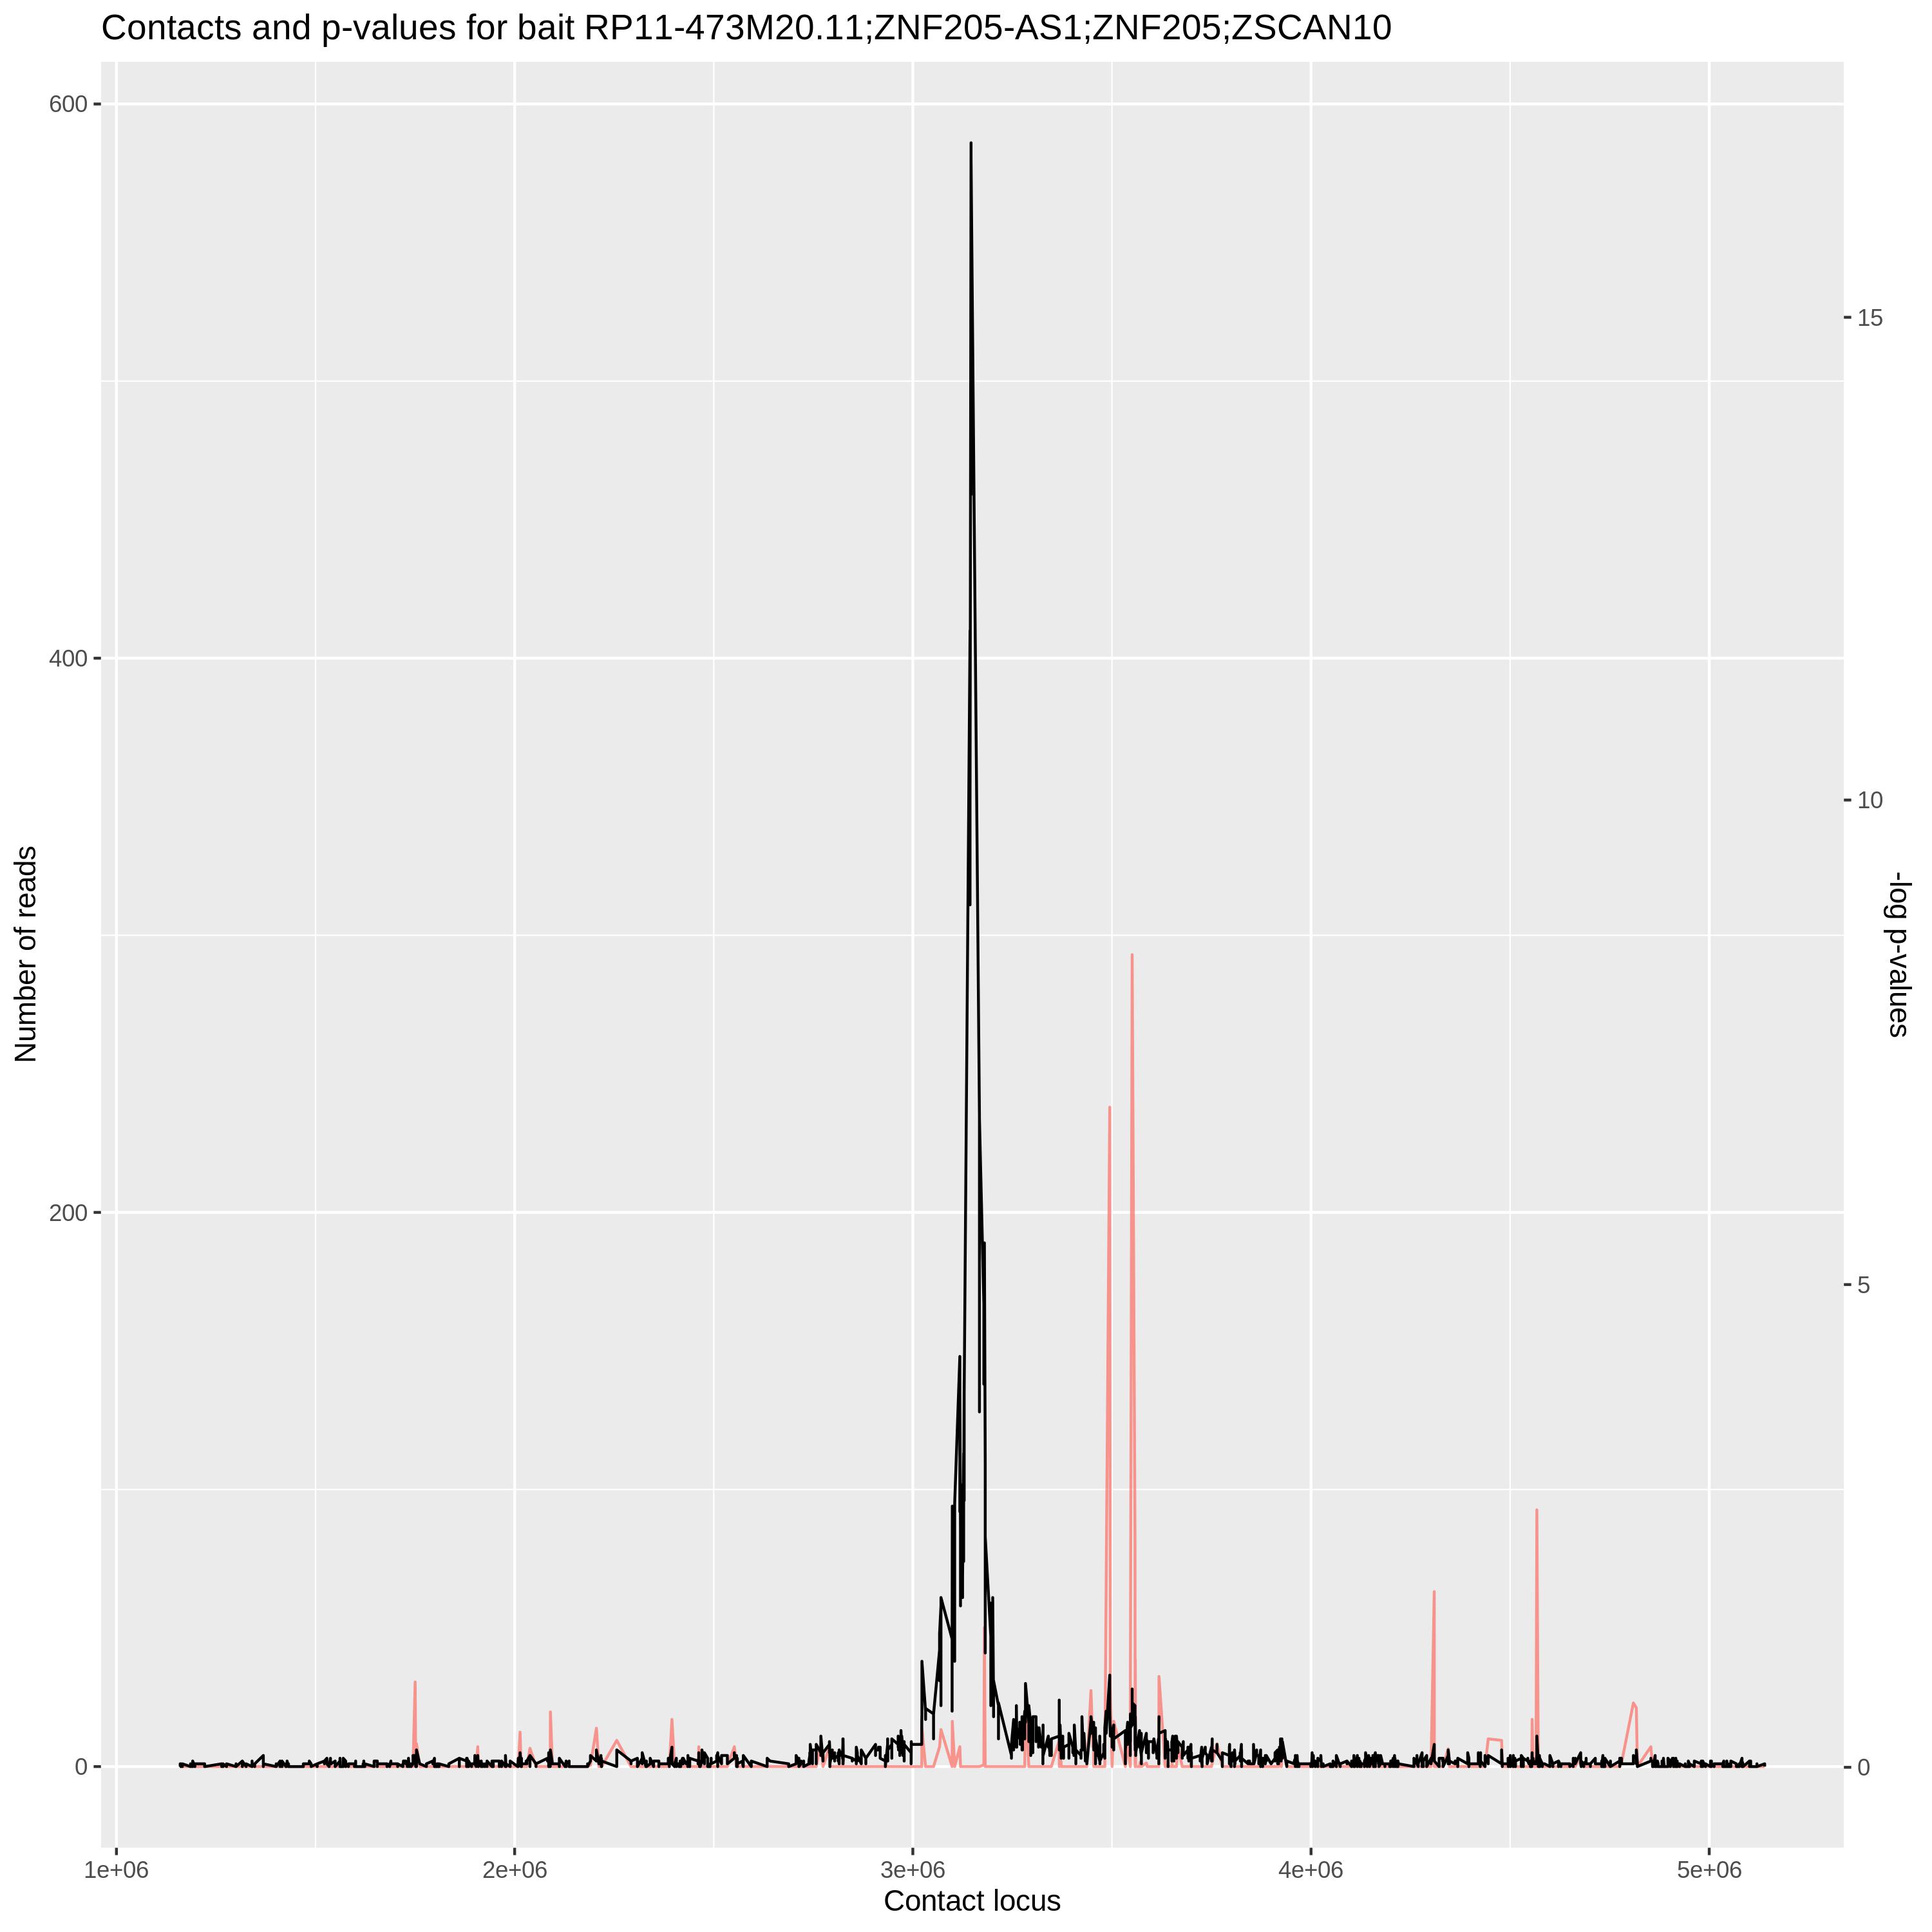 Contacts and p-values for bait RP11-473M20.11;ZNF205-AS1;ZNF205;ZSCAN10
600
400
200
0
Number of reads
15
10
5
0
-log p-values
1e+06
2e+06
3e+06
4e+06
5e+06
Contact locus